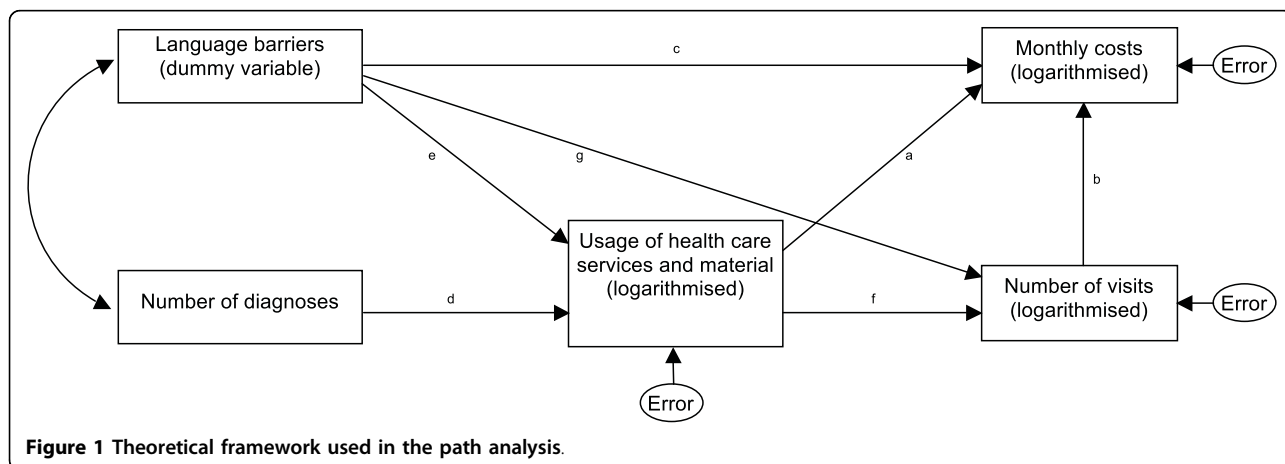 Language barriers
(dummy variable)
c
Monthly costs
(logarithmised)
Error
e
g
a
b
Usage of health care
services and material
(logarithmised)
Number of diagnoses
d
f
Number of visits
(logarithmised)
Error
Error
Figure 1 Theoretical framework used in the path analysis.